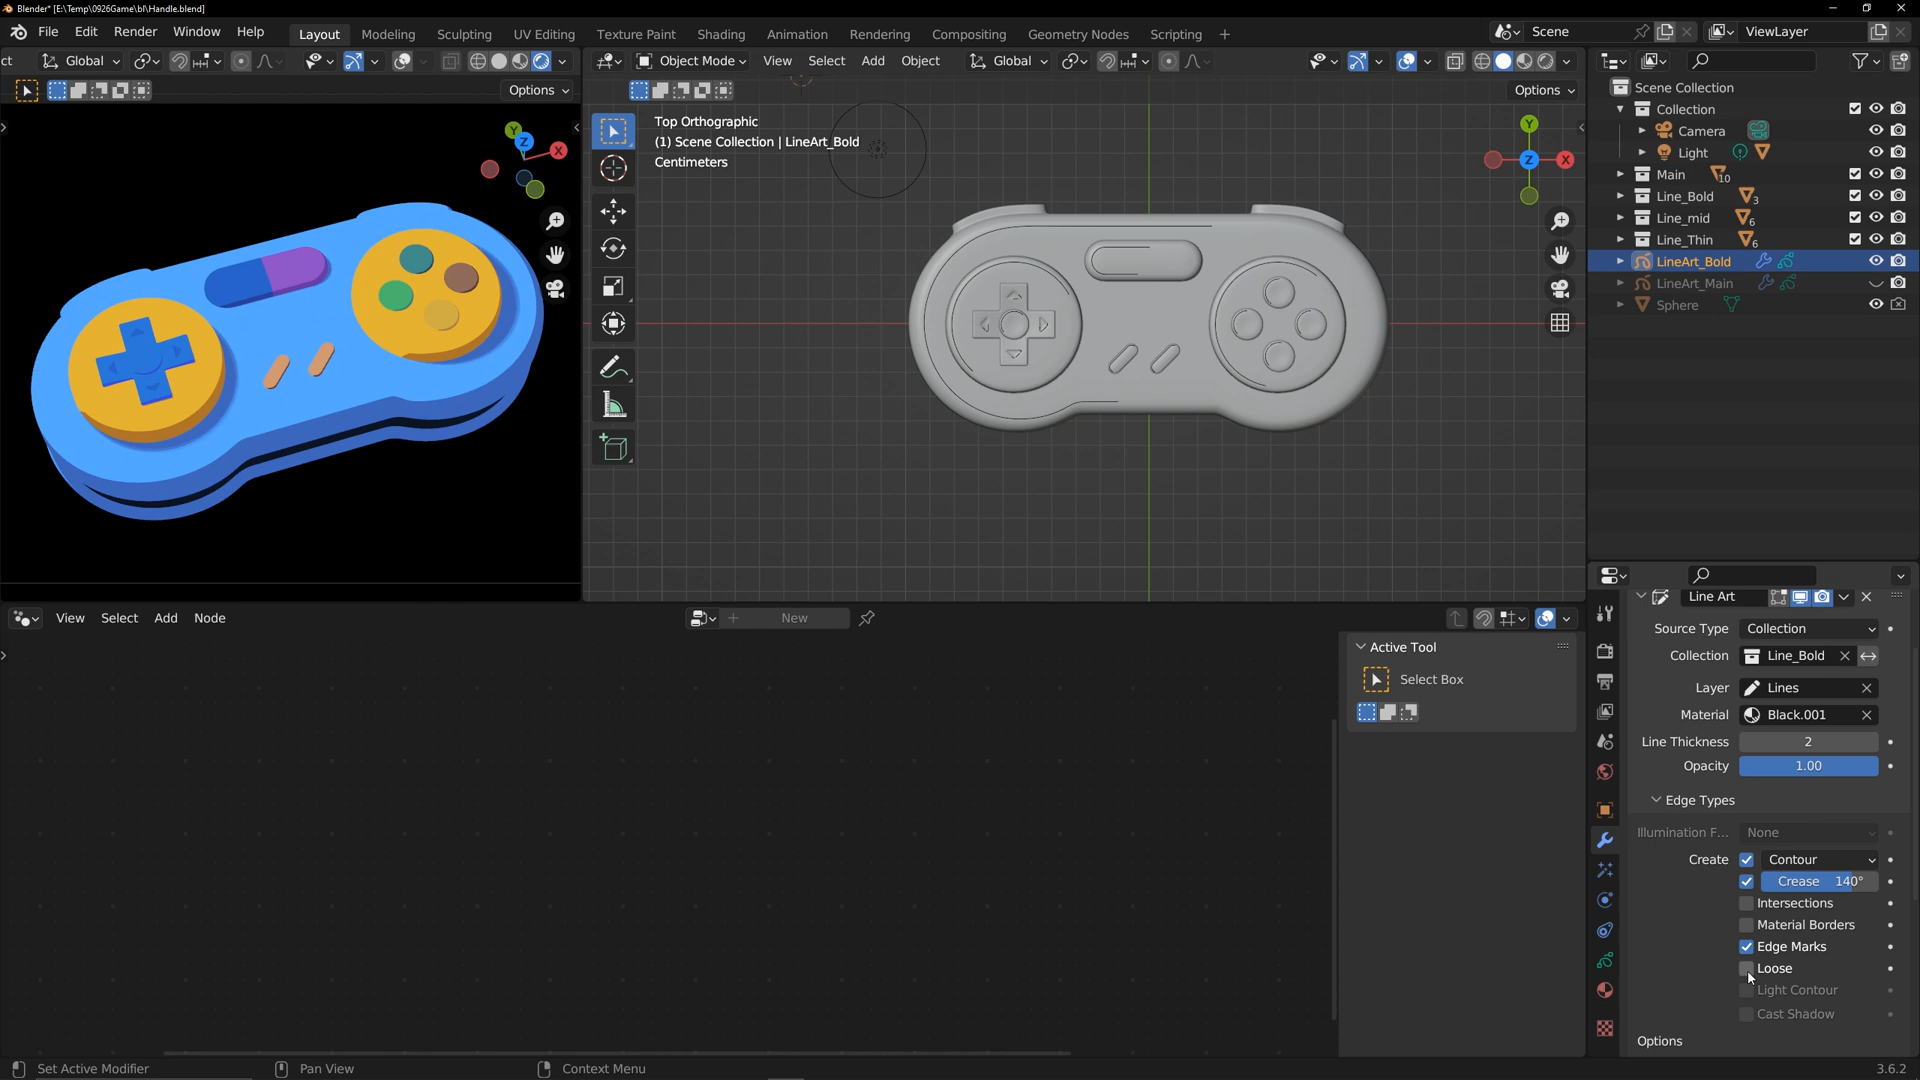 Blender* [E:\Temp\0926Game\bl\Handle.blend]
File Edit Render Window Help Layout Modeling Sculpting UV Editing Texture Paint Shading Animation Rendering Compositing Geometry Nodes Scripting + Scene ViewLayer
ct Global Object Mode View Select Add Object Global
Options Options
Top Orthographic
(1) Scene Collection | LineArt_Bold
Centimeters
Y
Z
X
Y
Z
X
Scene Collection
Collection
Camera
Light
Main 10
Line_Bold 3
Line_mid 6
Line_Thin 6
LineArt_Bold
LineArt_Main
Sphere
View Select Add Node New
Active Tool
Select Box
Line Art
Source Type Collection
Collection Line_Bold
Layer Lines
Material Black.001
Line Thickness 2
Opacity 1.00
Edge Types
Illumination F... None
Create Contour
Crease 140°
Intersections
Material Borders
Edge Marks
Loose
Light Contour
Cast Shadow
Options
Set Active Modifier Pan View Context Menu 3.6.2